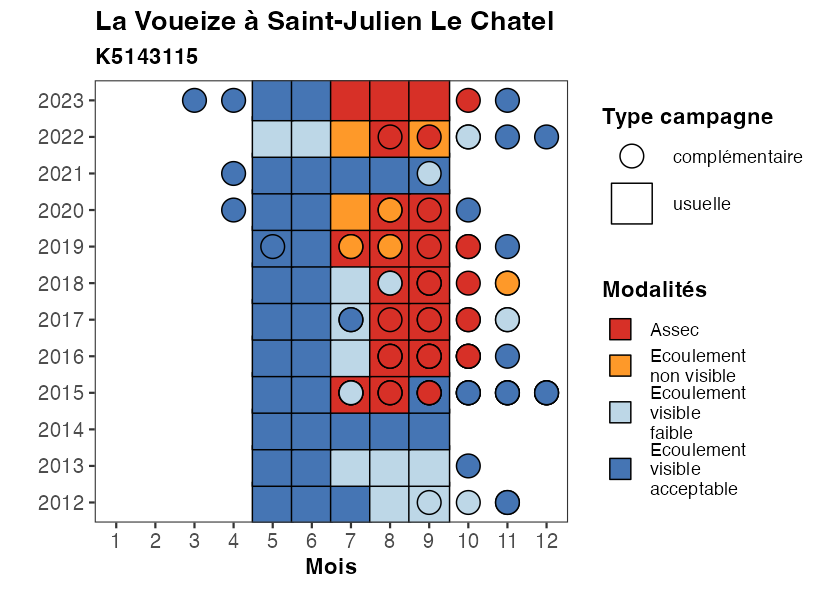 La Voueize à Saint-Julien Le Chatel
K5143115
2023
2022
2021
2020
2019
2018
2017
2016
2015
2014
2013
2012
1 2 3 4 5 6 7 8 9 10 11 12
Mois
Type campagne
complémentaire
usuelle
Modalités
Assec
Ecoulement
non visible
Ecoulement
visible
faible
Ecoulement
visible
acceptable